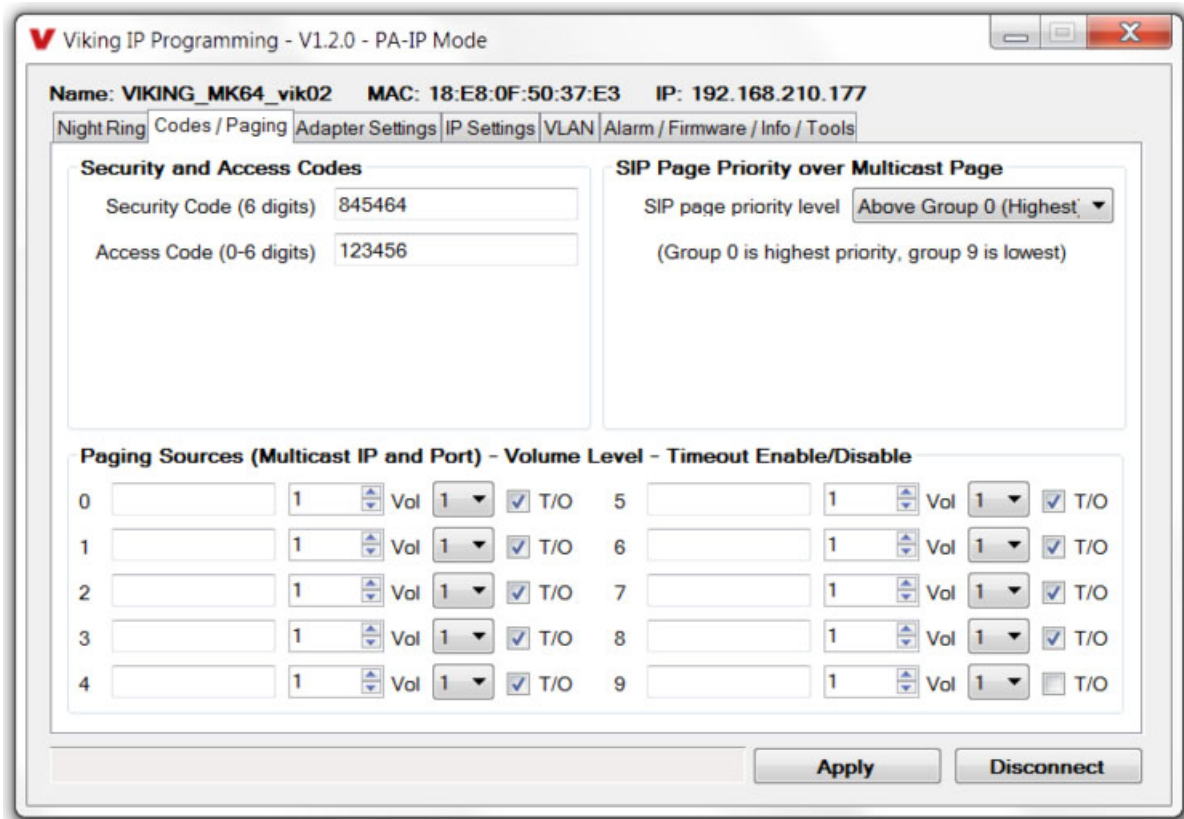 Viking IP Programming - V1.2.0 - PA-IP Mode
Name: VIKING_MK64_vik02 MAC: 18:E8:0F:50:37:E3 IP: 192.168.210.177
Night Ring Codes / Paging Adapter Settings IP Settings VLAN Alarm / Firmware / Info / Tools
Security and Access Codes
Security Code (6 digits) 845464
Access Code (0-6 digits) 123456
SIP Page Priority over Multicast Page
SIP page priority level Above Group 0 (Highest)
(Group 0 is highest priority, group 9 is lowest)
Paging Sources (Multicast IP and Port) - Volume Level - Timeout Enable/Disable
0 1 Vol 1 T/O 5 1 Vol 1 T/O
1 1 Vol 1 T/O 6 1 Vol 1 T/O
2 1 Vol 1 T/O 7 1 Vol 1 T/O
3 1 Vol 1 T/O 8 1 Vol 1 T/O
4 1 Vol 1 T/O 9 1 Vol 1 T/O
Apply Disconnect